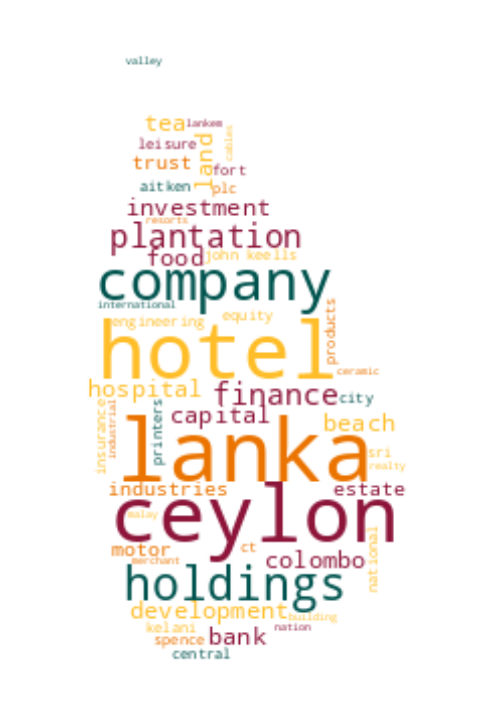 valley
tea
lankem
cables
leisure
land
trust
fort
aitken
plc
investment
resorts
plantation
food
john keells
company
international
hotel
engineering
equity
products
ceramic
hospital
finance
city
insurance
industrial
printers
capital
beach
lanka
sri
realty
industries
estate
ceylon
malay
motor
ct
merchant
colombo
national
holdings
development
building
kelani
nation
spence
bank
central